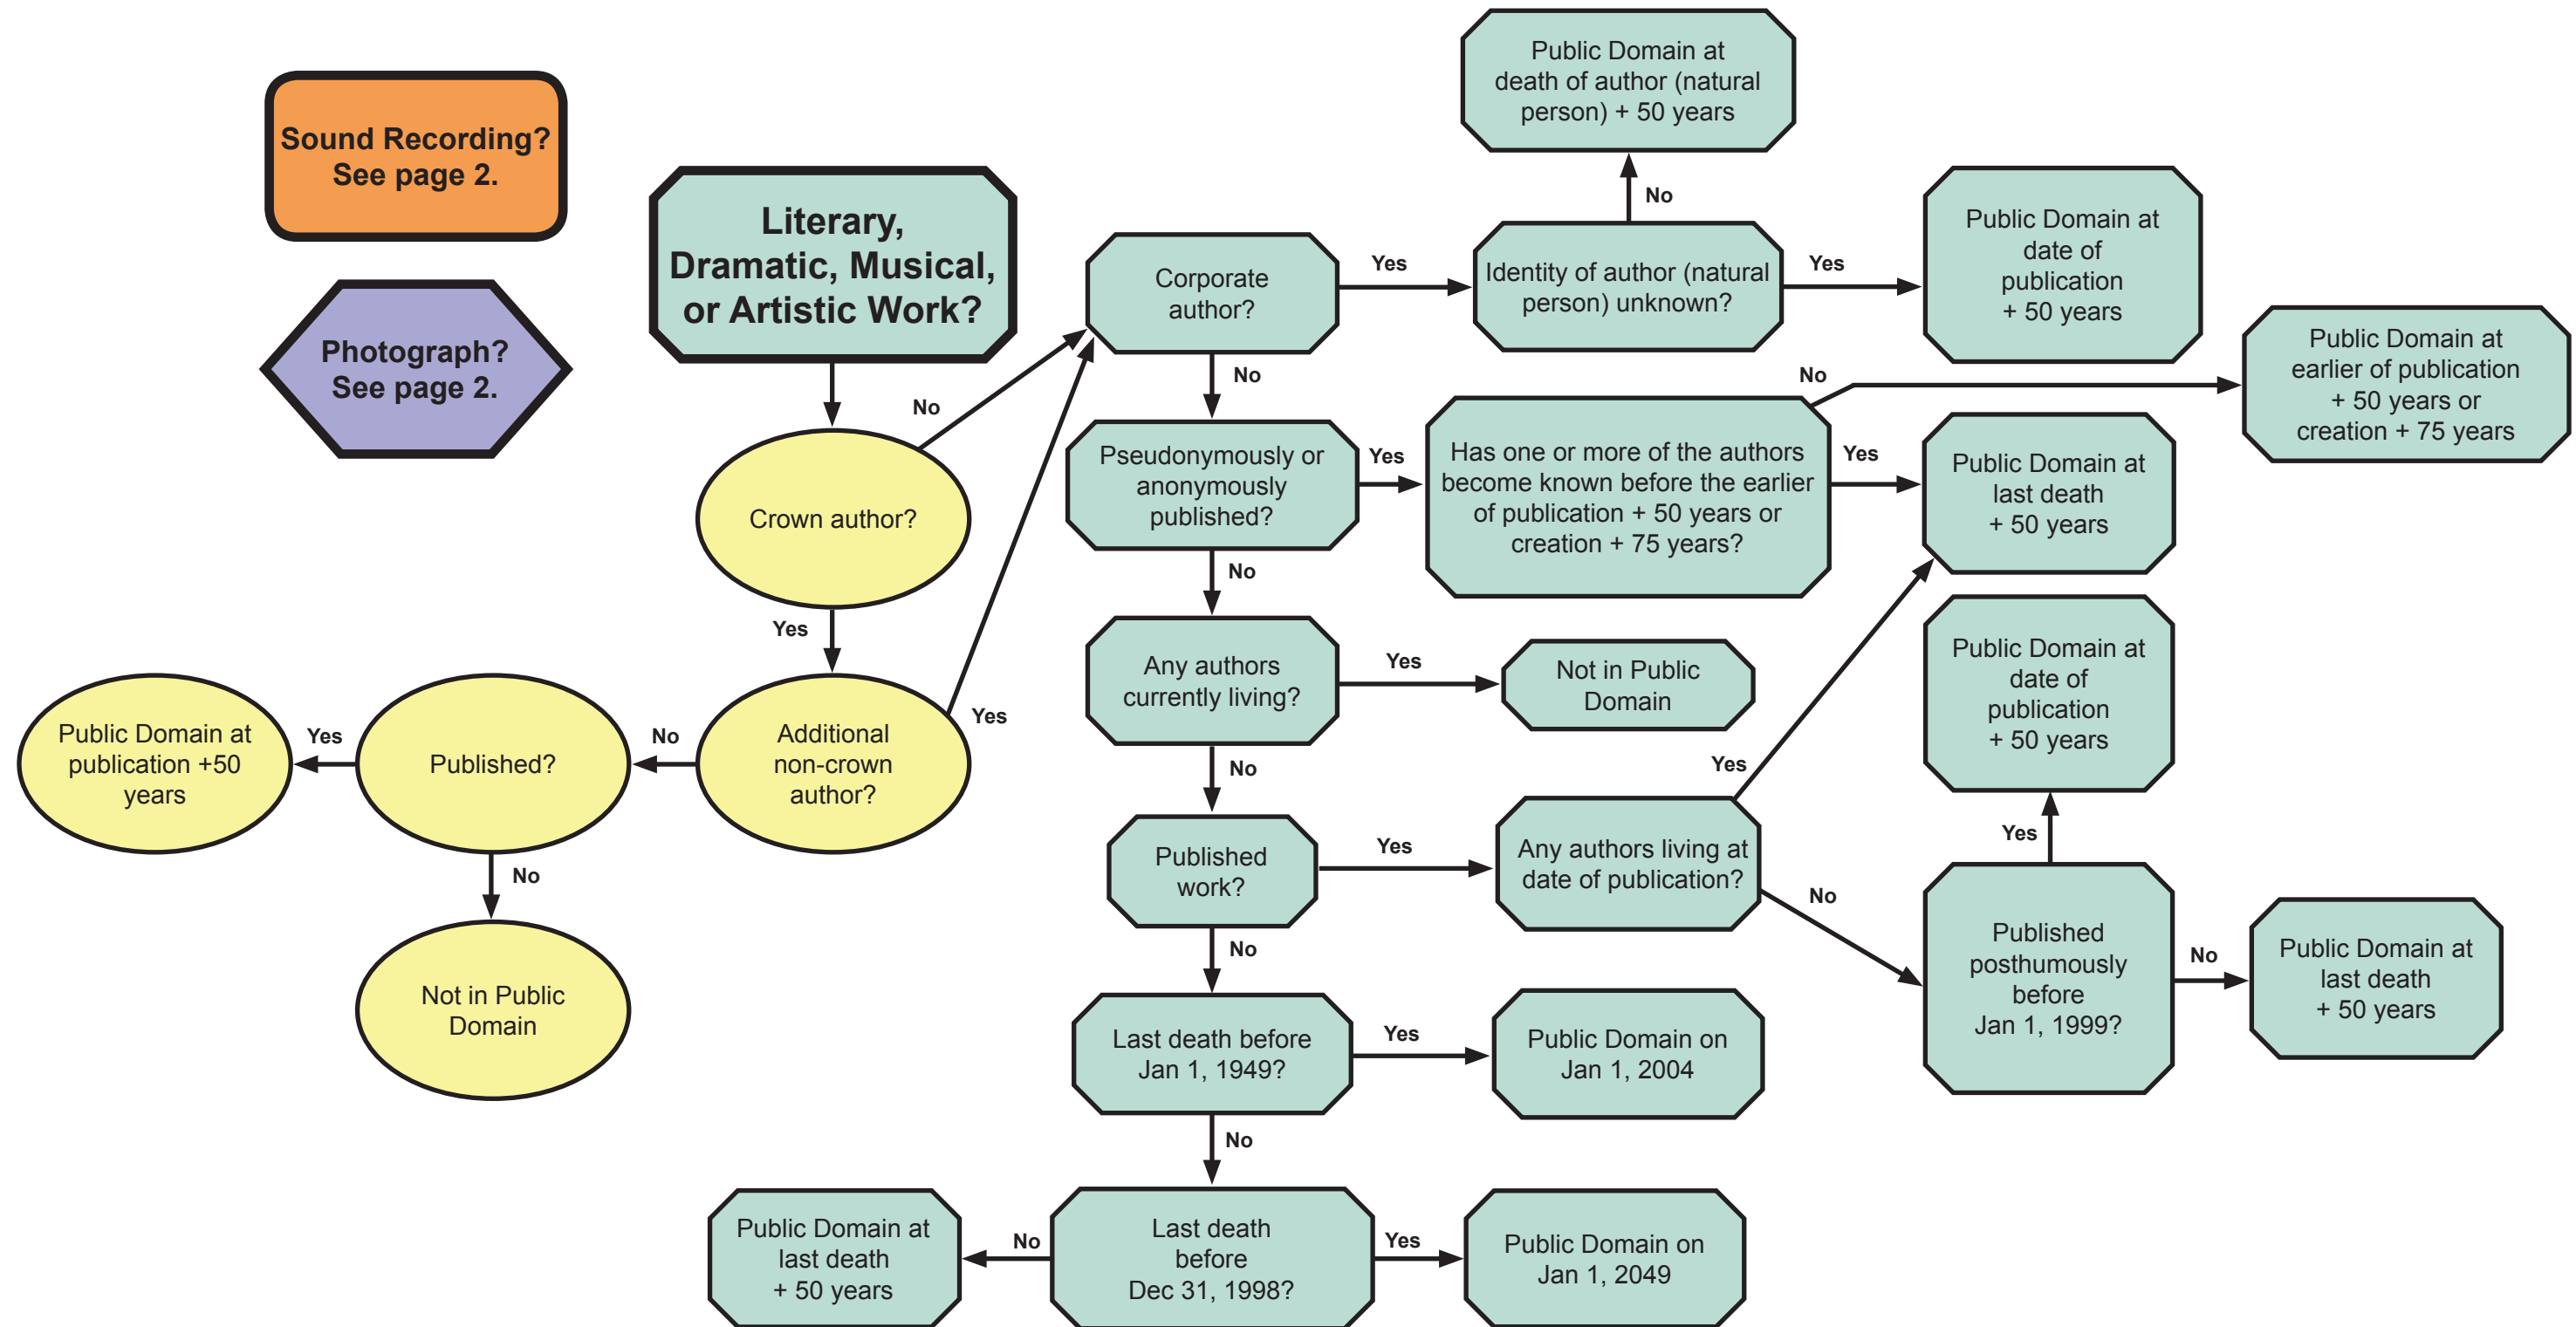 Sound Recording?
See page 2.
Photograph?
See page 2.
Literary,
Dramatic, Musical,
or Artistic Work?
Crown author?
No
Yes
Additional
non-crown
author?
Yes
No
Published?
Yes
Public Domain at
publication +50
years
No
Not in Public
Domain
Corporate
author?
Yes
Identity of author (natural
person) unknown?
No
Public Domain at
death of author (natural
person) + 50 years
Yes
Public Domain at
date of
publication
+ 50 years
No
Pseudonymously or
anonymously
published?
Yes
Has one or more of the authors
become known before the earlier
of publication + 50 years or
creation + 75 years?
No
Public Domain at
earlier of publication
+ 50 years or
creation + 75 years
Yes
Public Domain at
last death
+ 50 years
No
Any authors
currently living?
Yes
Not in Public
Domain
No
Published
work?
Yes
Any authors living at
date of publication?
Yes
No
Published
posthumously
before
Jan 1, 1999?
Yes
Public Domain at
date of
publication
+ 50 years
No
Public Domain at
last death
+ 50 years
No
Last death before
Jan 1, 1949?
Yes
Public Domain on
Jan 1, 2004
No
Last death
before
Dec 31, 1998?
Yes
Public Domain on
Jan 1, 2049
No
Public Domain at
last death
+ 50 years